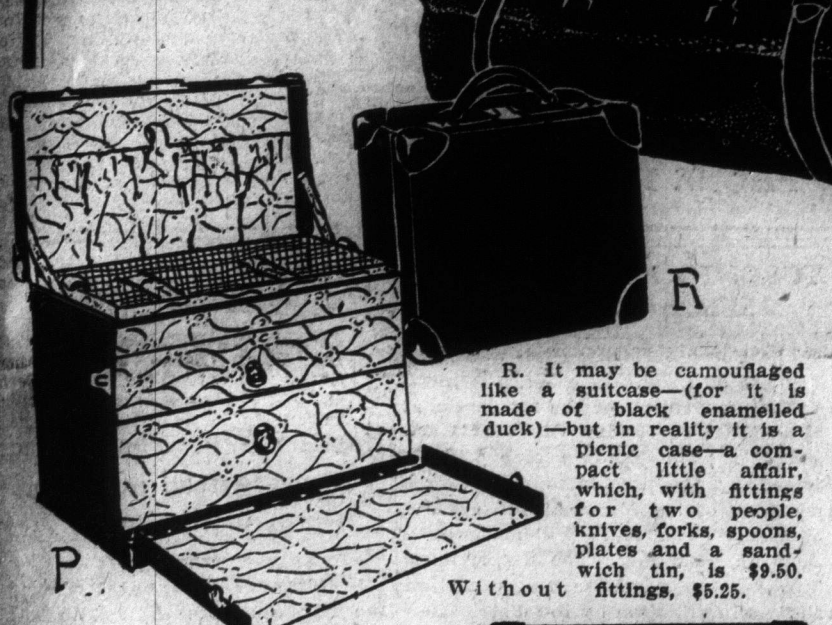 R
R. It may be camouflaged
like a suitcase—(for it is
made of black enamelled
duck)—but in reality it is a
picnic case—a com-
pact little affair,
which, with fittings
for two people,
knives, forks, spoons,
plates and a sand-
wich tin, is $9.50.
Without fittings, $5.25.
P